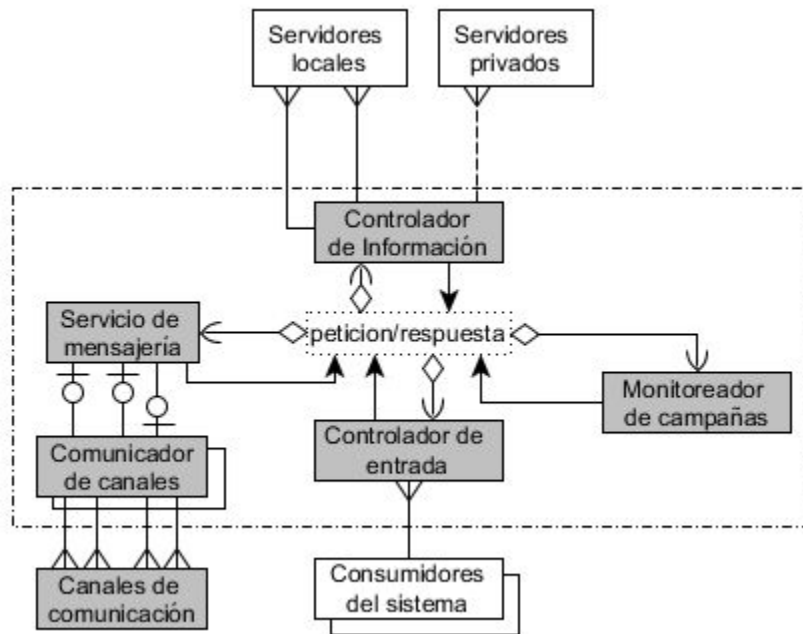 Servidores
locales
Servidores
privados
Controlador
de Información
Servicio de
mensajería
peticion/respuesta
Monitoreador
de campañas
Controlador de
entrada
Comunicador
de canales
Canales de
comunicación
Consumidores
del sistema